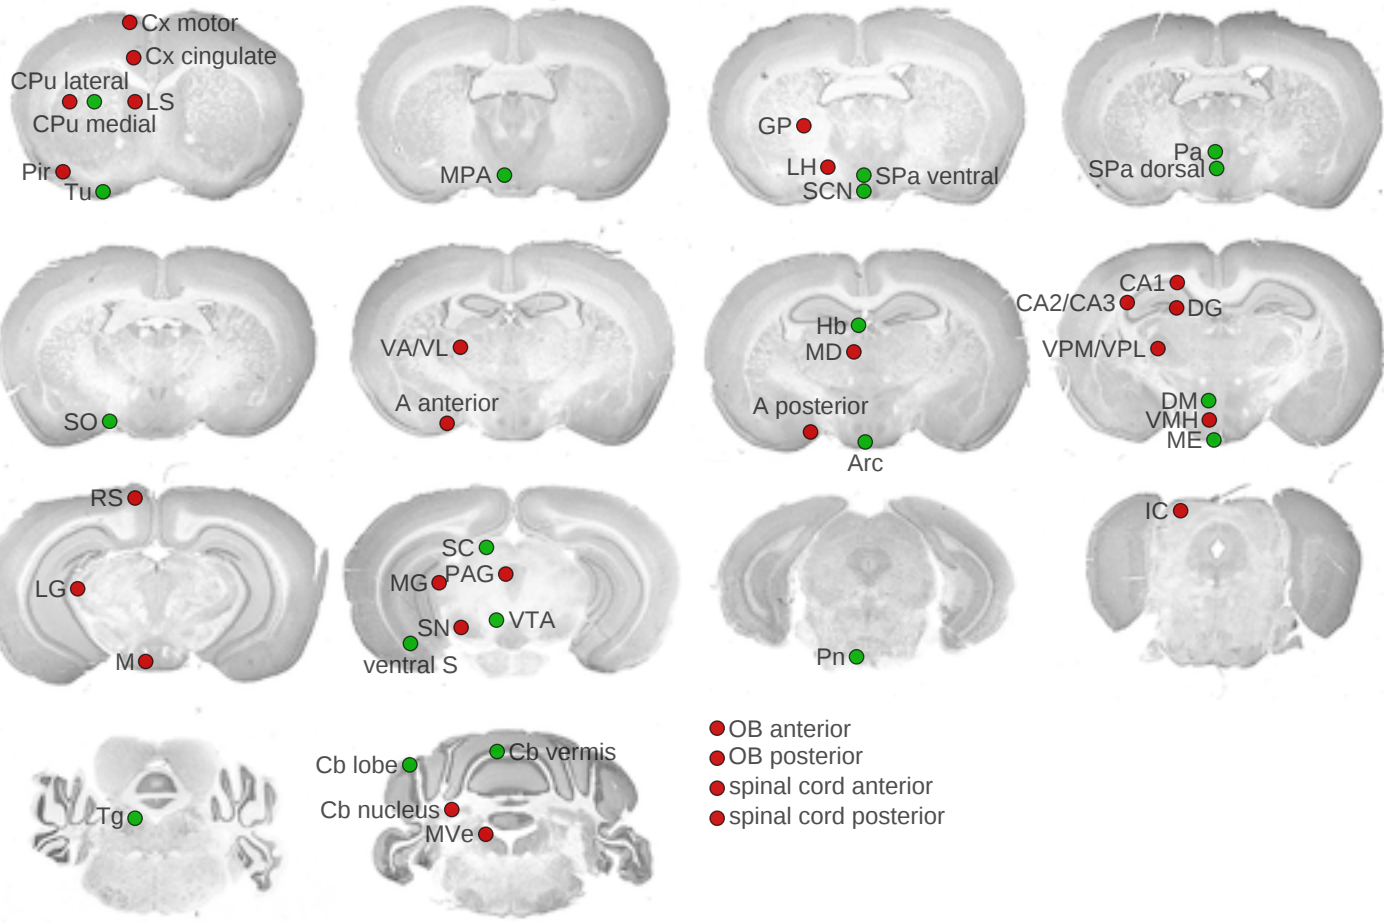 Cx motor
Cx cingulate
CPu lateral
LS
CPu medial
Pir
Tu
MPA
GP
LH
SPa ventral
SCN
Pa
SPa dorsal
SO
VA/VL
A anterior
Hb
MD
A posterior
Arc
CA1
CA2/CA3
DG
VPM/VPL
DM
VMH
ME
RS
LG
M
SC
MG
PAG
SN
VTA
ventral S
Pn
IC
Tg
Cb lobe
Cb vermis
Cb nucleus
MVe
OB anterior
OB posterior
spinal cord anterior
spinal cord posterior